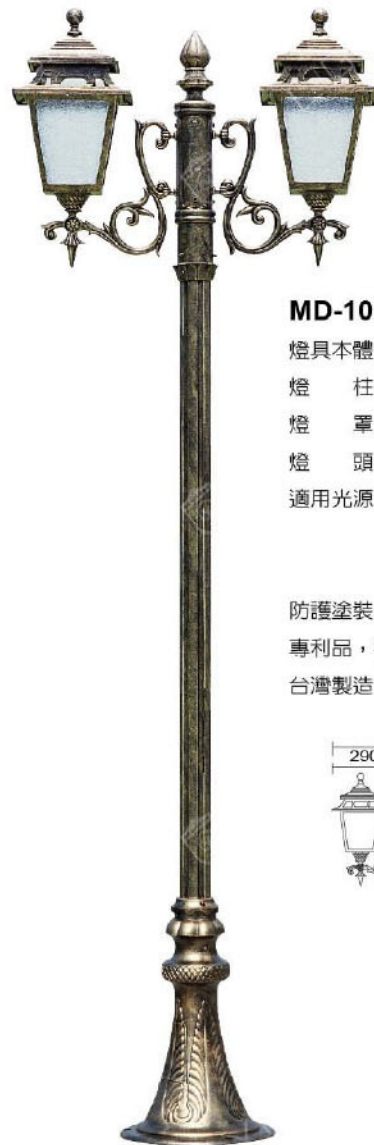 MD-10
燈具本體
燈 柱
燈 罩
燈 頭
適用光源
防護塗裝
專利品，
台灣製造
290